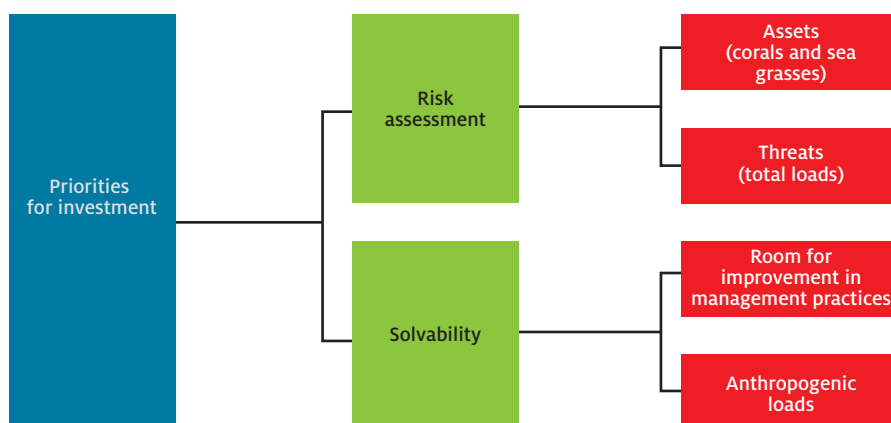 Priorities
for investment
Risk
assessment
Solvability
Assets
(corals and sea
grasses)
Threats
(total loads)
Room for
improvement in
management practices
Anthropogenic
loads